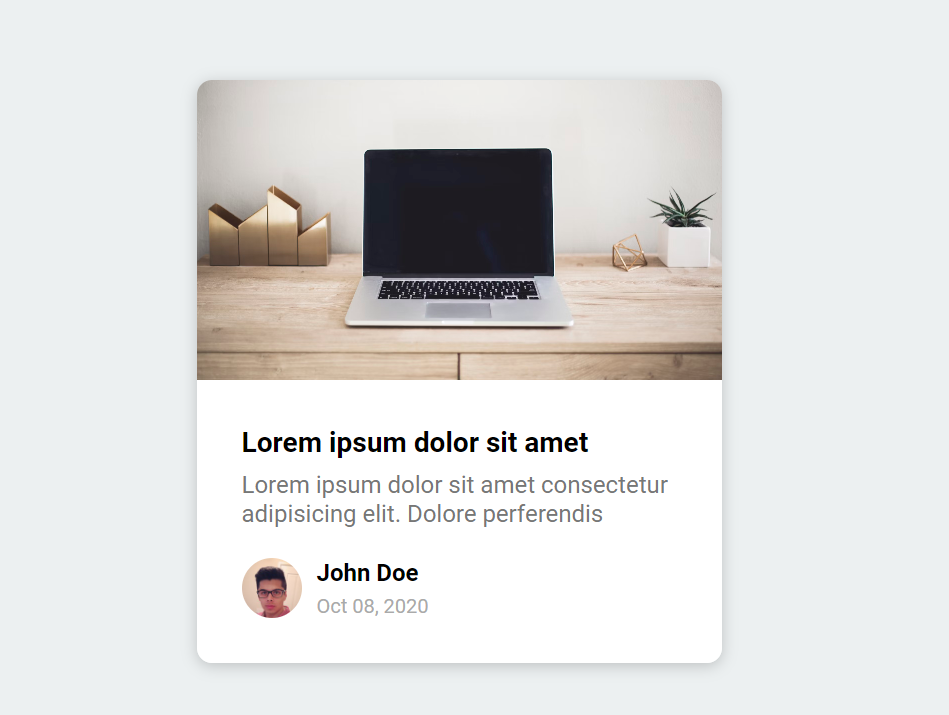 Lorem ipsum dolor sit amet
Lorem ipsum dolor sit amet consectetur
adipisicing elit. Dolore perferendis
John Doe
Oct 08, 2020